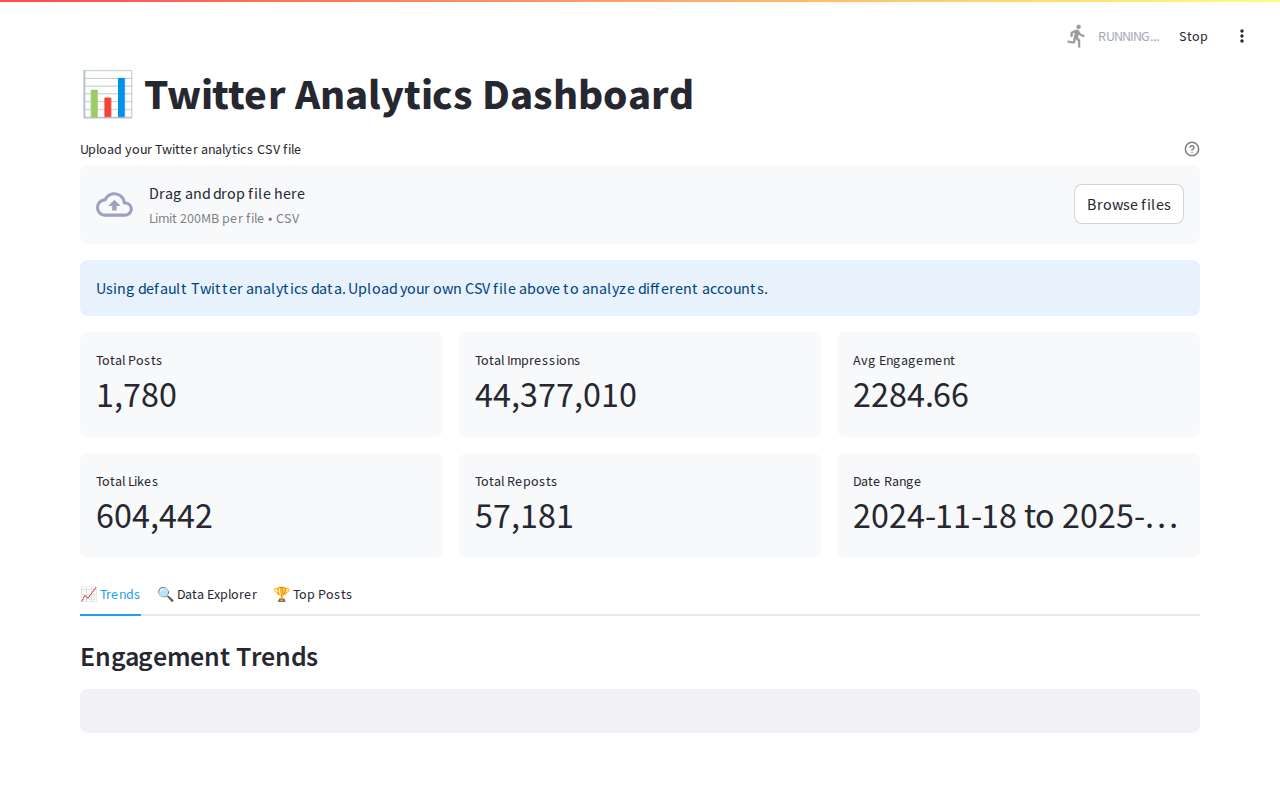 RUNNING...
Stop
📊 Twitter Analytics Dashboard
Upload your Twitter analytics CSV file
Drag and drop file here
Limit 200MB per file • CSV
Browse files
Using default Twitter analytics data. Upload your own CSV file above to analyze different accounts.
Total Posts
1,780
Total Impressions
44,377,010
Avg Engagement
2284.66
Total Likes
604,442
Total Reposts
57,181
Date Range
2024-11-18 to 2025-...
📈 Trends
🔍 Data Explorer
🏆 Top Posts
Engagement Trends